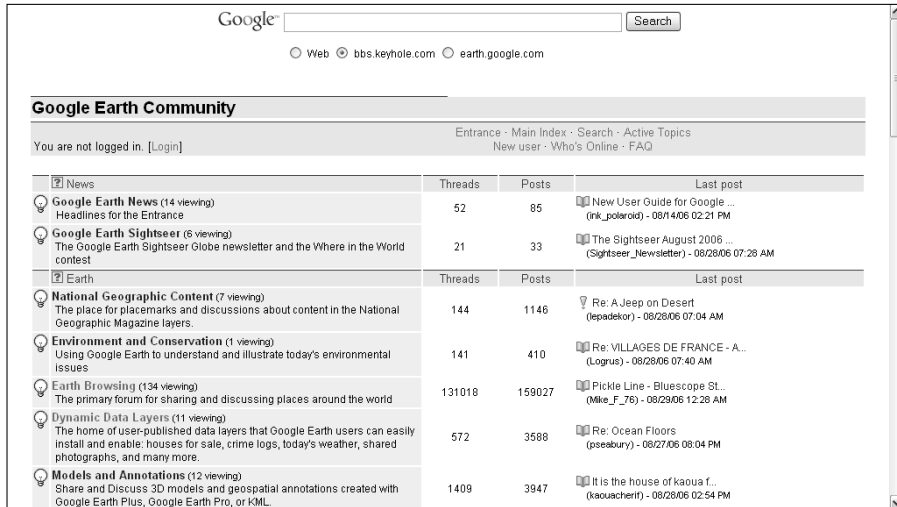 Google™ Search
Web bbs.keyhole.com earth.google.com
Google Earth Community
You are not logged in. [Login]
Entrance · Main Index · Search · Active Topics
New user · Who's Online · FAQ
? News Threads Posts Last post
Google Earth News (14 viewing)
Headlines for the Entrance
52 85
New User Guide for Google ...
(ink_polaroid) - 08/14/06 02:21 PM
Google Earth Sightseer (6 viewing)
The Google Earth Sightseer Globe newsletter and the Where in the World
contest
21 33
The Sightseer August 2006 ...
(Sightseer_Newsletter) - 08/28/06 07:28 AM
? Earth Threads Posts Last post
National Geographic Content (7 viewing)
The place for placemarks and discussions about content in the National
Geographic Magazine layers.
144 1146
Re: A Jeep on Desert
(lepadekor) - 08/28/06 07:04 AM
Environment and Conservation (1 viewing)
Using Google Earth to understand and illustrate today's environmental
issues
141 410
Re: VILLAGES DE FRANCE - A...
(Logrus) - 08/28/06 07:40 AM
Earth Browsing (134 viewing)
The primary forum for sharing and discussing places around the world
131018 159027
Pickle Line - Bluescope St...
(Mike_F_76) - 08/29/06 12:28 AM
Dynamic Data Layers (11 viewing)
The home of user-published data layers that Google Earth users can easily
install and enable: houses for sale, crime logs, today's weather, shared
photographs, and many more.
572 3588
Re: Ocean Floors
(pseabury) - 08/27/06 08:04 PM
Models and Annotations (12 viewing)
Share and Discuss 3D models and geospatial annotations created with
Google Earth Plus, Google Earth Pro, or KML.
1409 3947
It is the house of kaoua f...
(kaouacherif) - 08/28/06 02:54 PM